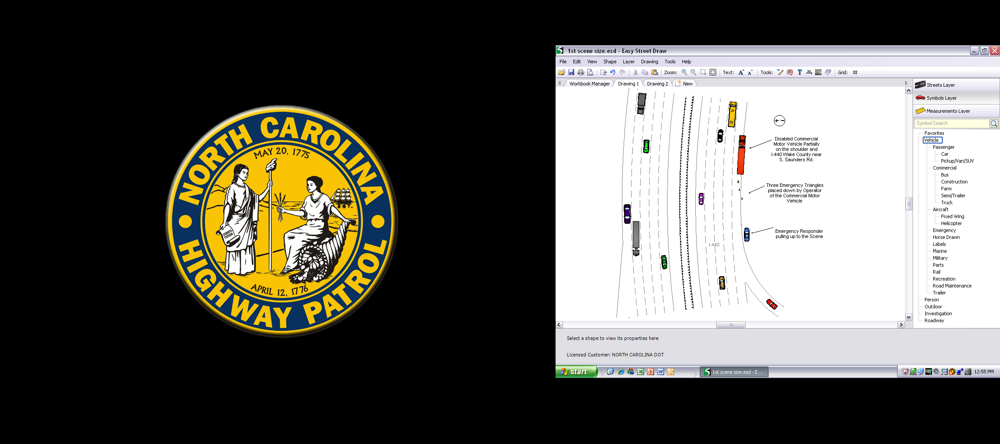 NORTH CAROLINA
MAY 20, 1775
CONSTI-
TUTION
APRIL 12, 1776
HIGHWAY PATROL
1st scene size.esd - Easy Street Draw
File Edit View Shape Layer Drawing Tools Help
Zoom: Text: A A Tools: T 20 Grid:
Workbook Manager Drawing 1 Drawing 2 New
Streets Layer
Symbols Layer
Measurements Layer
Symbol Search
Favorites
Vehicle
Passenger
Car
Pickup/Van/SUV
Commercial
Bus
Construction
Farm
Semi/Trailer
Truck
Aircraft
Fixed Wing
Helicopter
Emergency
Horse Drawn
Labels
Marine
Military
Parts
Rail
Recreation
Road Maintenance
Trailer
Person
Outdoor
Investigation
Roadway
N
Disabled Commercial
Motor Vehicle Partially
on the shoulder and
I-440 Wake County near
S. Saunders Rd.
Three Emergency Triangles
placed down by Operator
of the Commercial Motor
Vehicle
Emergency Responder
pulling up to the Scene
I-440
Select a shape to view its properties here
Licensed Customer: NORTH CAROLINA DOT
start 1st scene size.esd - E... 12:55 PM